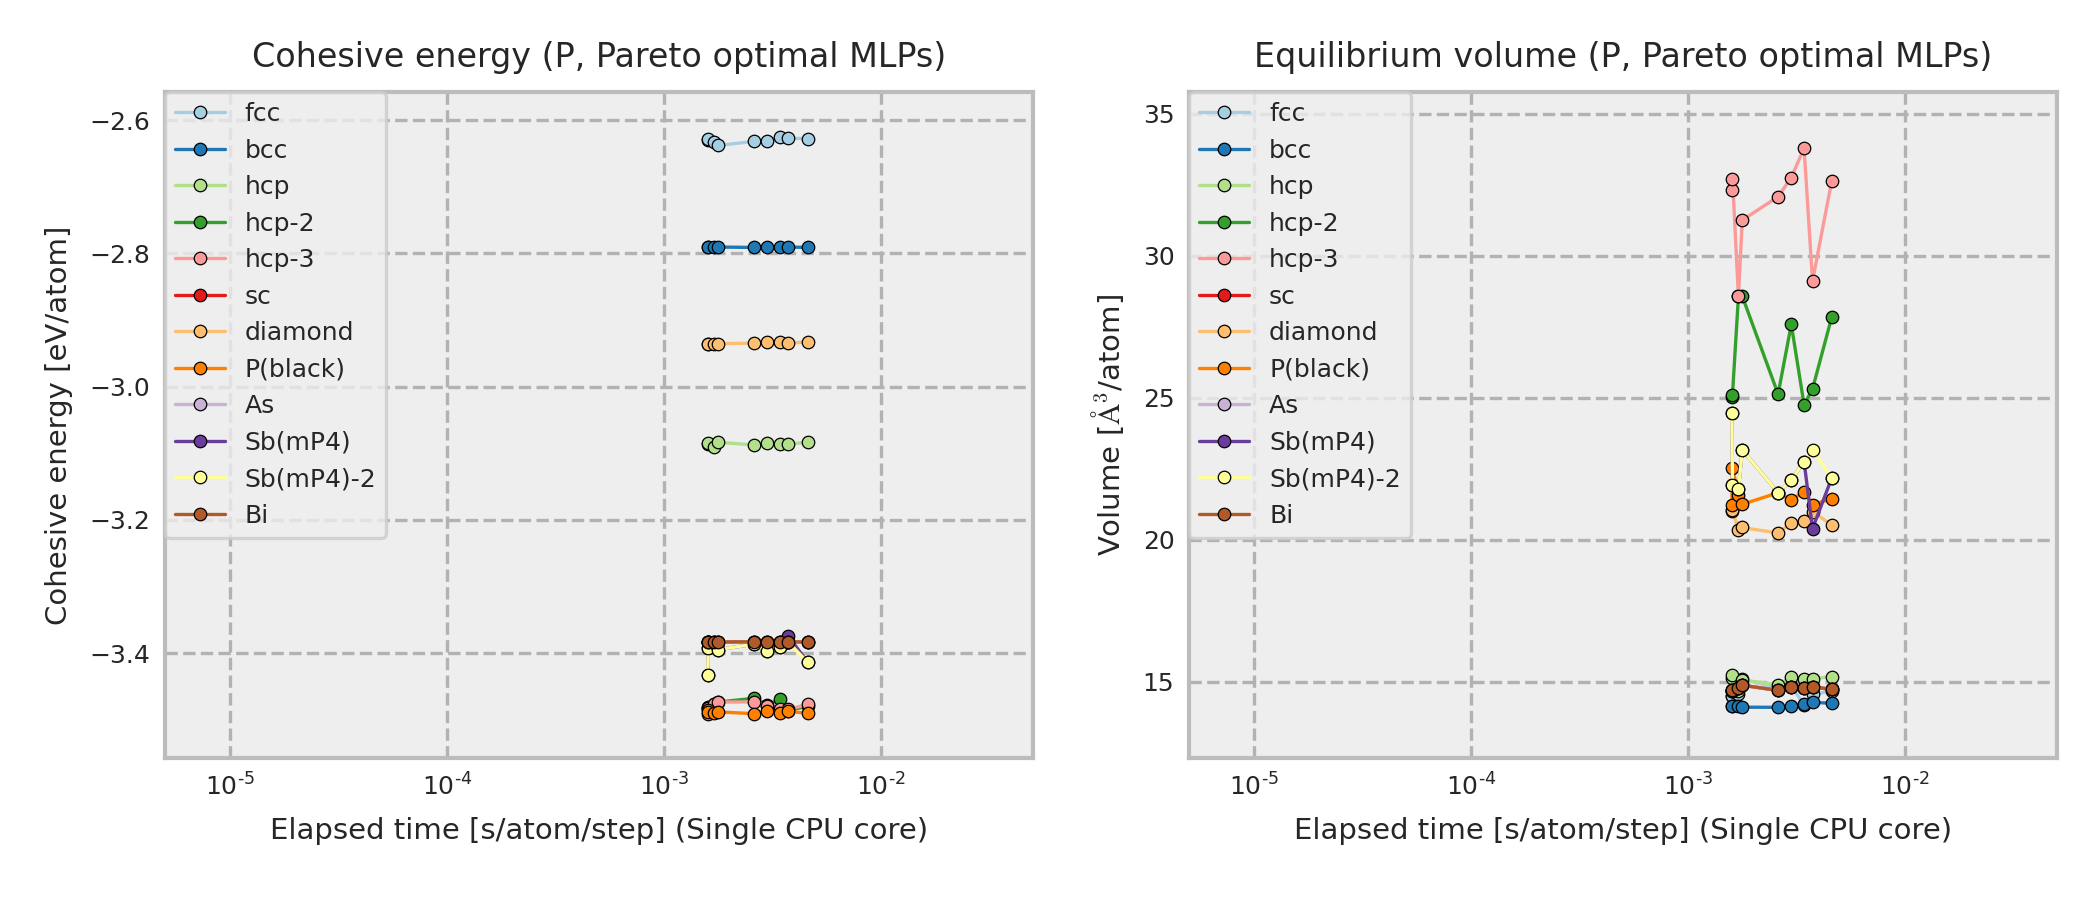 Cohesive energy (P, Pareto optimal MLPs)
Cohesive energy [eV/atom]
−2.6
−2.8
−3.0
−3.2
−3.4
fcc
bcc
hcp
hcp-2
hcp-3
sc
diamond
P(black)
As
Sb(mP4)
Sb(mP4)-2
Bi
10⁻⁵ 10⁻⁴ 10⁻³ 10⁻²
Elapsed time [s/atom/step] (Single CPU core)
Equilibrium volume (P, Pareto optimal MLPs)
Volume [Å³/atom]
35
30
25
20
15
fcc
bcc
hcp
hcp-2
hcp-3
sc
diamond
P(black)
As
Sb(mP4)
Sb(mP4)-2
Bi
10⁻⁵ 10⁻⁴ 10⁻³ 10⁻²
Elapsed time [s/atom/step] (Single CPU core)